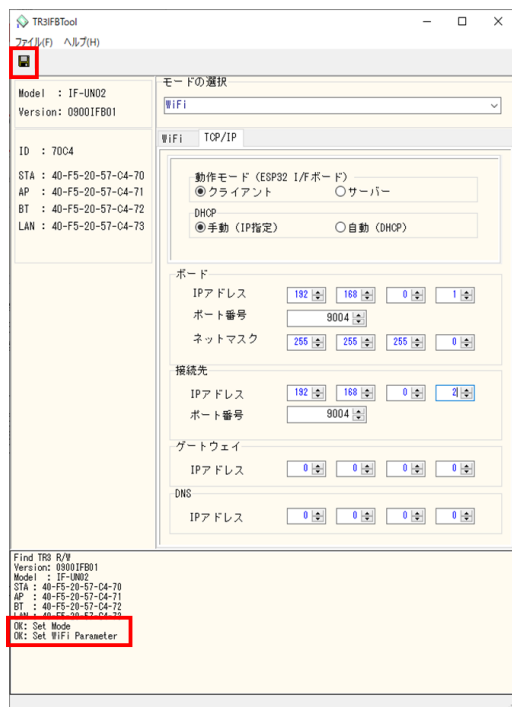 TR3IFBTool
ファイル(F) ヘルプ(H)
Model : IF-UN02
Version: 0900IFB01
ID : 70C4
STA : 40-F5-20-57-C4-70
AP : 40-F5-20-57-C4-71
BT : 40-F5-20-57-C4-72
LAN : 40-F5-20-57-C4-73
モードの選択
WiFi
WiFi TCP/IP
動作モード (ESP32 I/Fボード)
クライアント サーバー
DHCP
手動 (IP指定) 自動 (DHCP)
ボード
IPアドレス 192 168 0 1
ポート番号 9004
ネットマスク 255 255 255 0
接続先
IPアドレス 192 168 0 2
ポート番号 9004
ゲートウェイ
IPアドレス 0 0 0 0
DNS
IPアドレス 0 0 0 0
Find TR3 R/W
Version: 0900IFB01
Model : IF-UN02
STA : 40-F5-20-57-C4-70
AP : 40-F5-20-57-C4-71
BT : 40-F5-20-57-C4-72
LAN : 40-F5-20-57-C4-73
OK: Set Mode
OK: Set WiFi Parameter